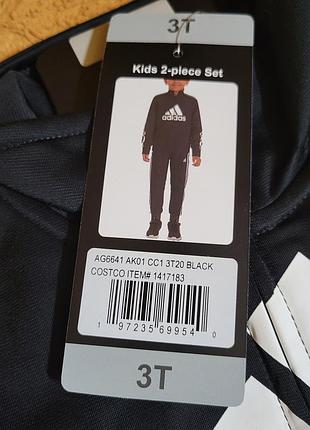 3T
Kids 2-piece Set
adidas
AG6641 AK01 CC1 3T20 BLACK
COSTCO ITEM# 1417183
1 97235 69954 0
3T